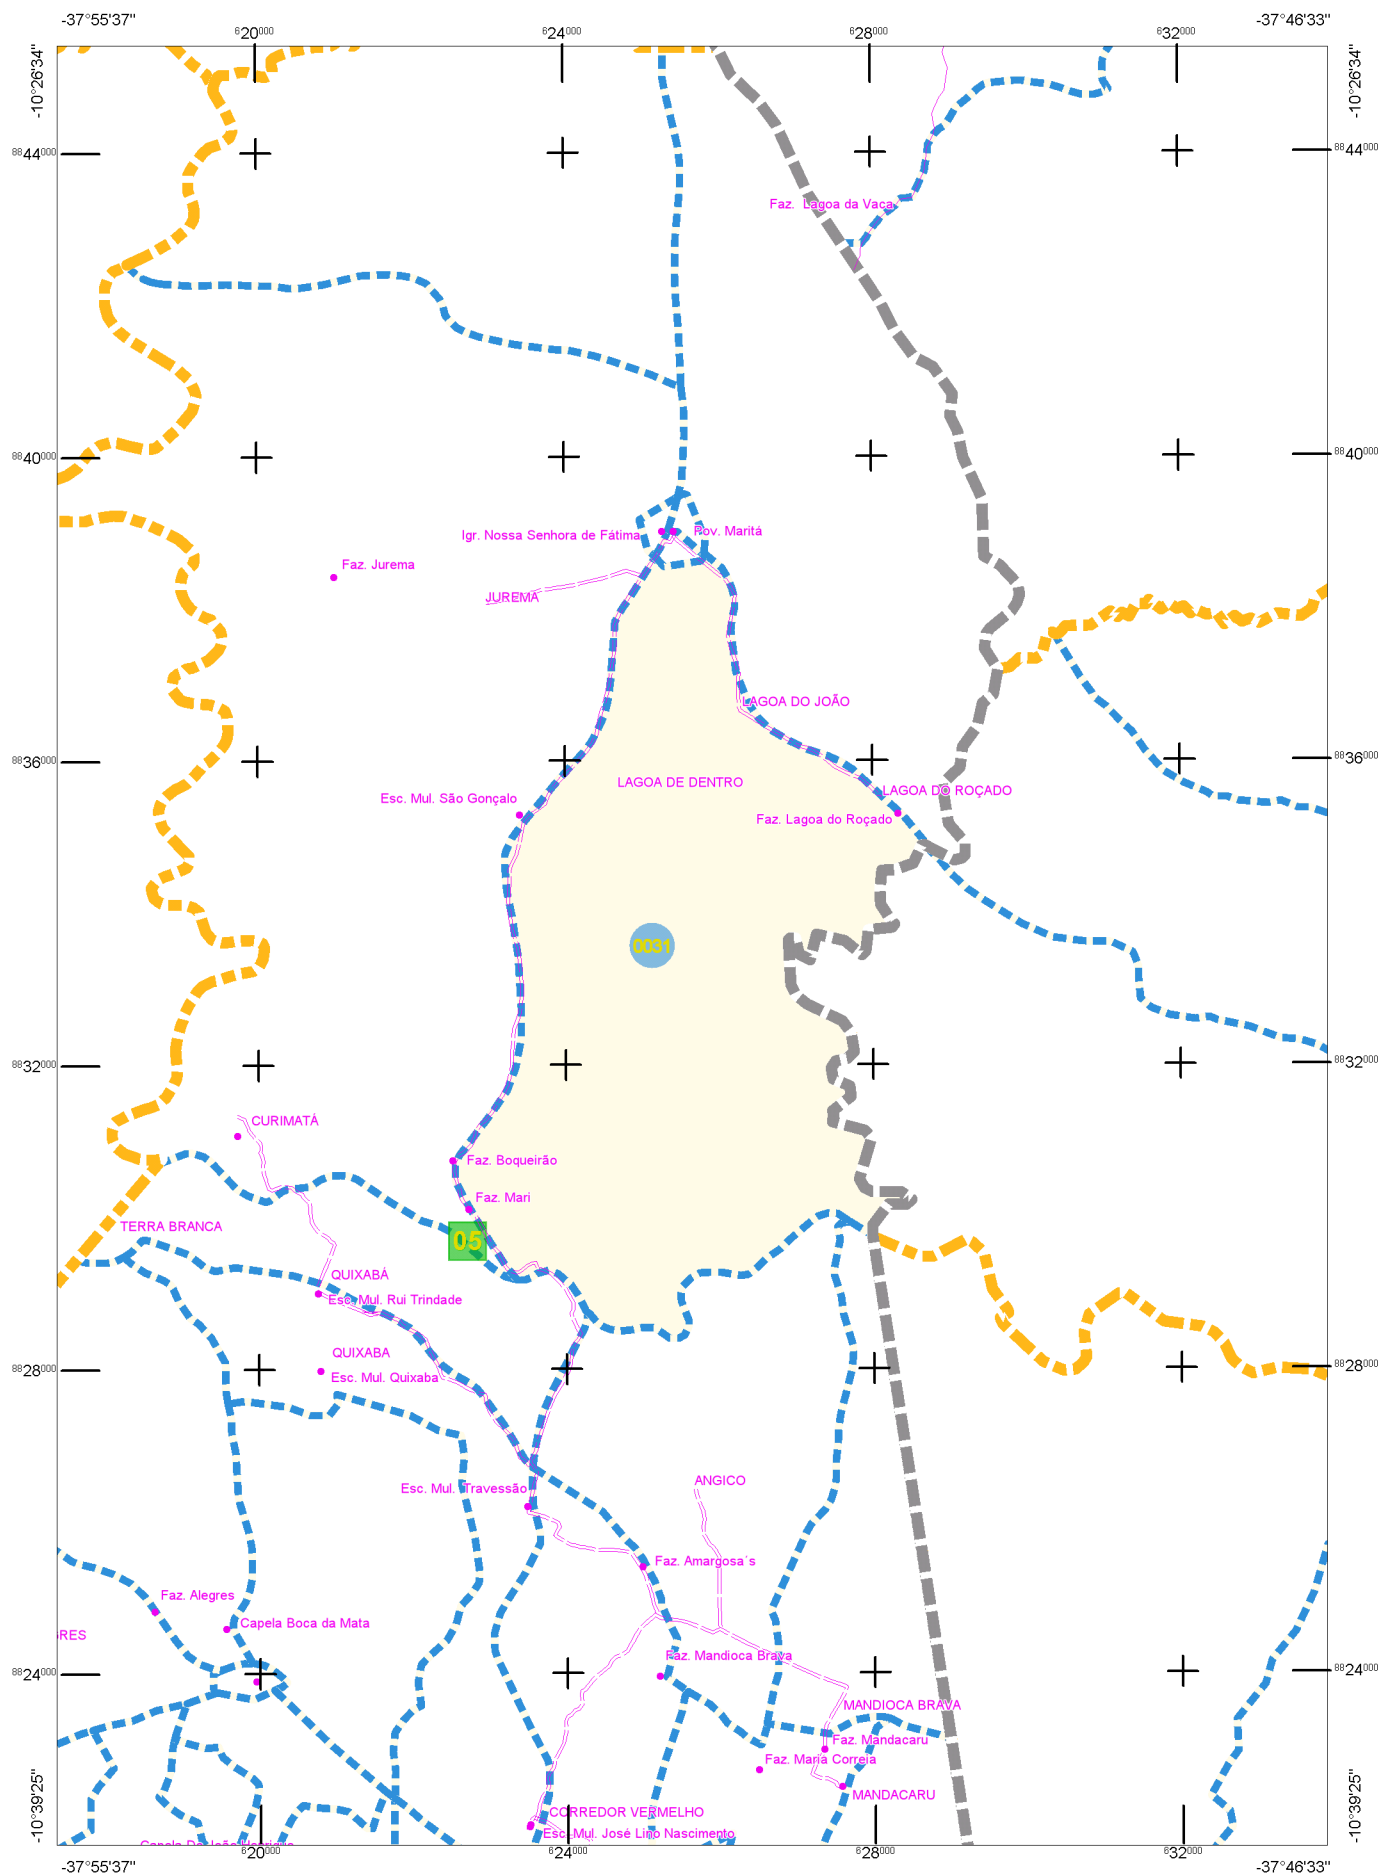 -37°55'37"
-37°46'33"
620000
624000
628000
632000
-10°26'34"
-10°26'34"
8844000
8844000
Faz. Lagoa da Vaca
8840000
8840000
Igr. Nossa Senhora de Fátima
Pov. Maritá
Faz. Jurema
JUREMA
LAGOA DO JOÃO
8836000
8836000
LAGOA DE DENTRO
LAGOA DO ROÇADO
Esc. Mul. São Gonçalo
Faz. Lagoa do Roçado
0031
8832000
8832000
CURIMATÁ
Faz. Boqueirão
Faz. Mari
TERRA BRANCA
05
QUIXABÁ
Esc. Mul. Rui Trindade
QUIXABA
8828000
8828000
Esc. Mul. Quixaba
ANGICO
Esc. Mul. Travessão
Faz. Amargosa´s
Faz. Alegres
Capela Boca da Mata
RES
Faz. Mandioca Brava
8824000
8824000
MANDIOCA BRAVA
Faz. Mandacaru
Faz. Maria Correia
MANDACARU
CORREDOR VERMELHO
Esc. Mul. José Lino Nascimento
Capela De João Henrique
-10°39'25"
-10°39'25"
620000
624000
628000
632000
-37°55'37"
-37°46'33"